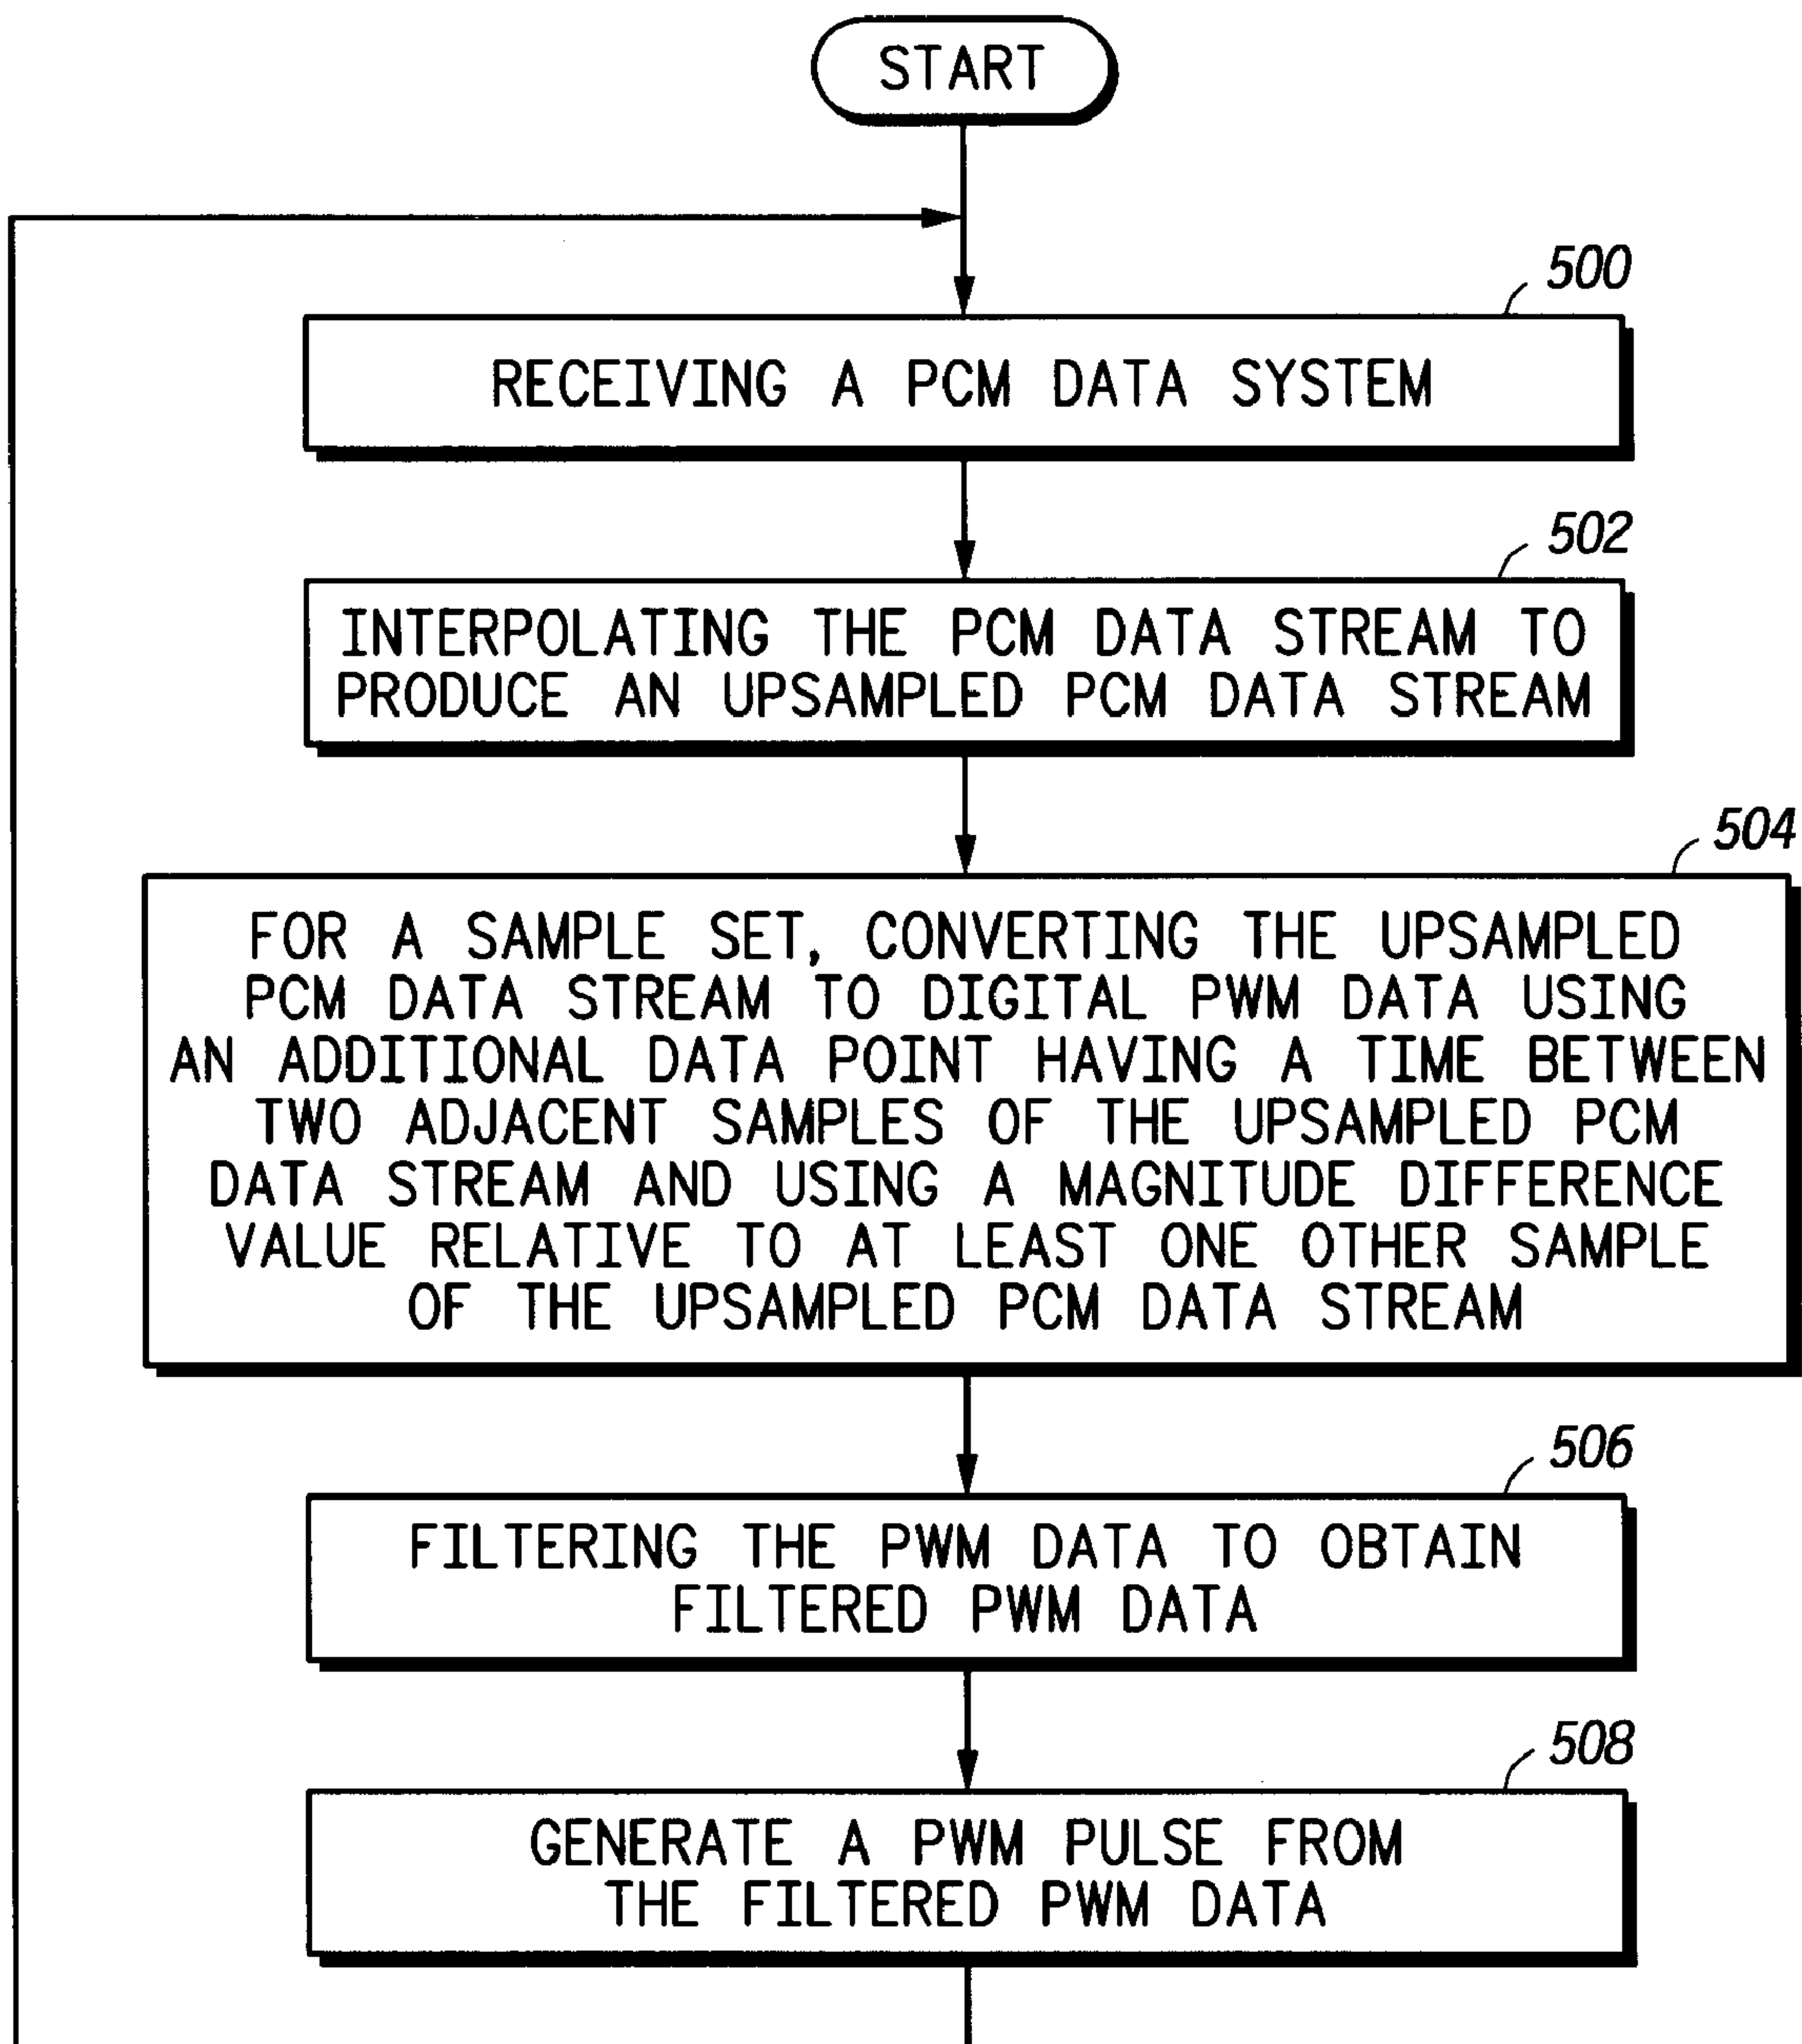 START
500
RECEIVING A PCM DATA SYSTEM
502
INTERPOLATING THE PCM DATA STREAM TO
PRODUCE AN UPSAMPLED PCM DATA STREAM
504
FOR A SAMPLE SET, CONVERTING THE UPSAMPLED
PCM DATA STREAM TO DIGITAL PWM DATA USING
AN ADDITIONAL DATA POINT HAVING A TIME BETWEEN
TWO ADJACENT SAMPLES OF THE UPSAMPLED PCM
DATA STREAM AND USING A MAGNITUDE DIFFERENCE
VALUE RELATIVE TO AT LEAST ONE OTHER SAMPLE
OF THE UPSAMPLED PCM DATA STREAM
506
FILTERING THE PWM DATA TO OBTAIN
FILTERED PWM DATA
508
GENERATE A PWM PULSE FROM
THE FILTERED PWM DATA